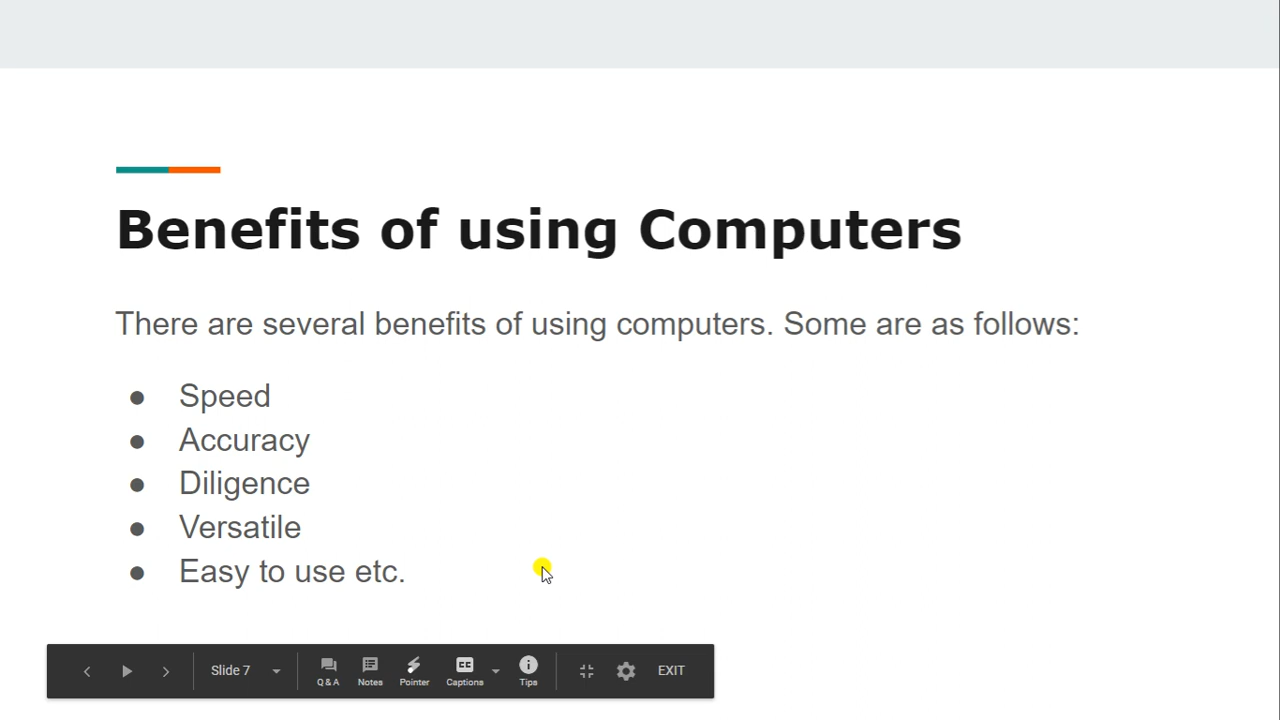 Benefits of using Computers
There are several benefits of using computers. Some are as follows:
● Speed
● Accuracy
● Diligence
● Versatile
● Easy to use etc.
Slide 7
Q & A
Notes
Pointer
CC
Captions
Tips
EXIT